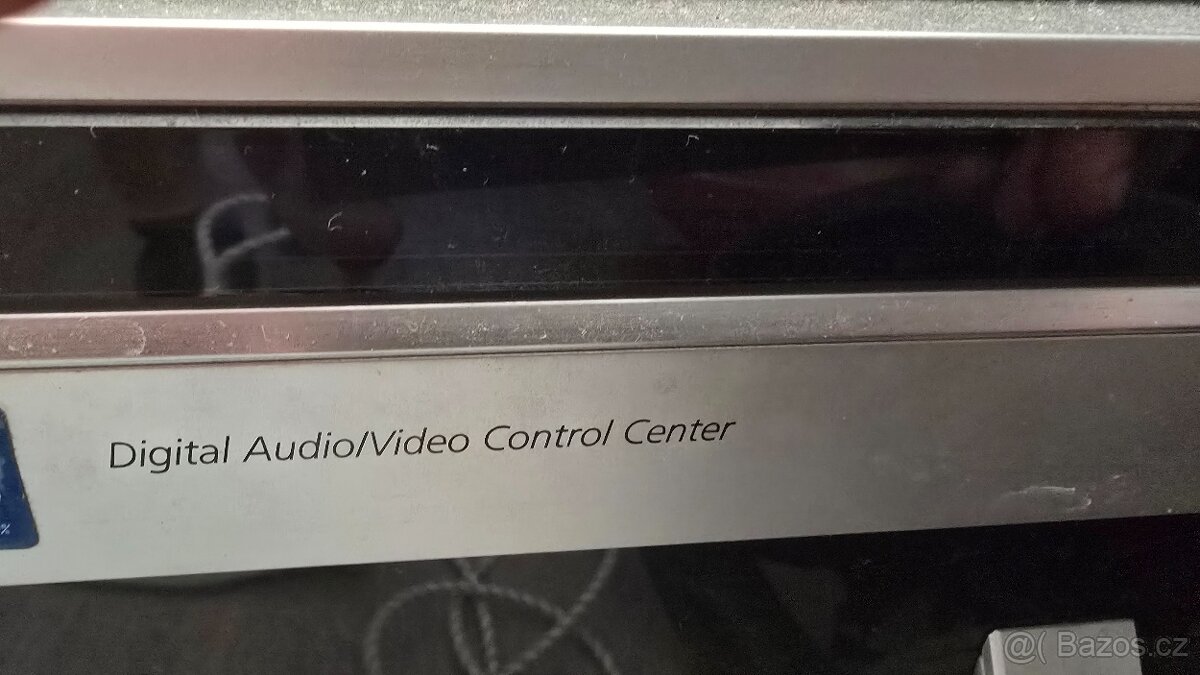 Digital Audio/Video Control Center
%
@( Bazos.cz